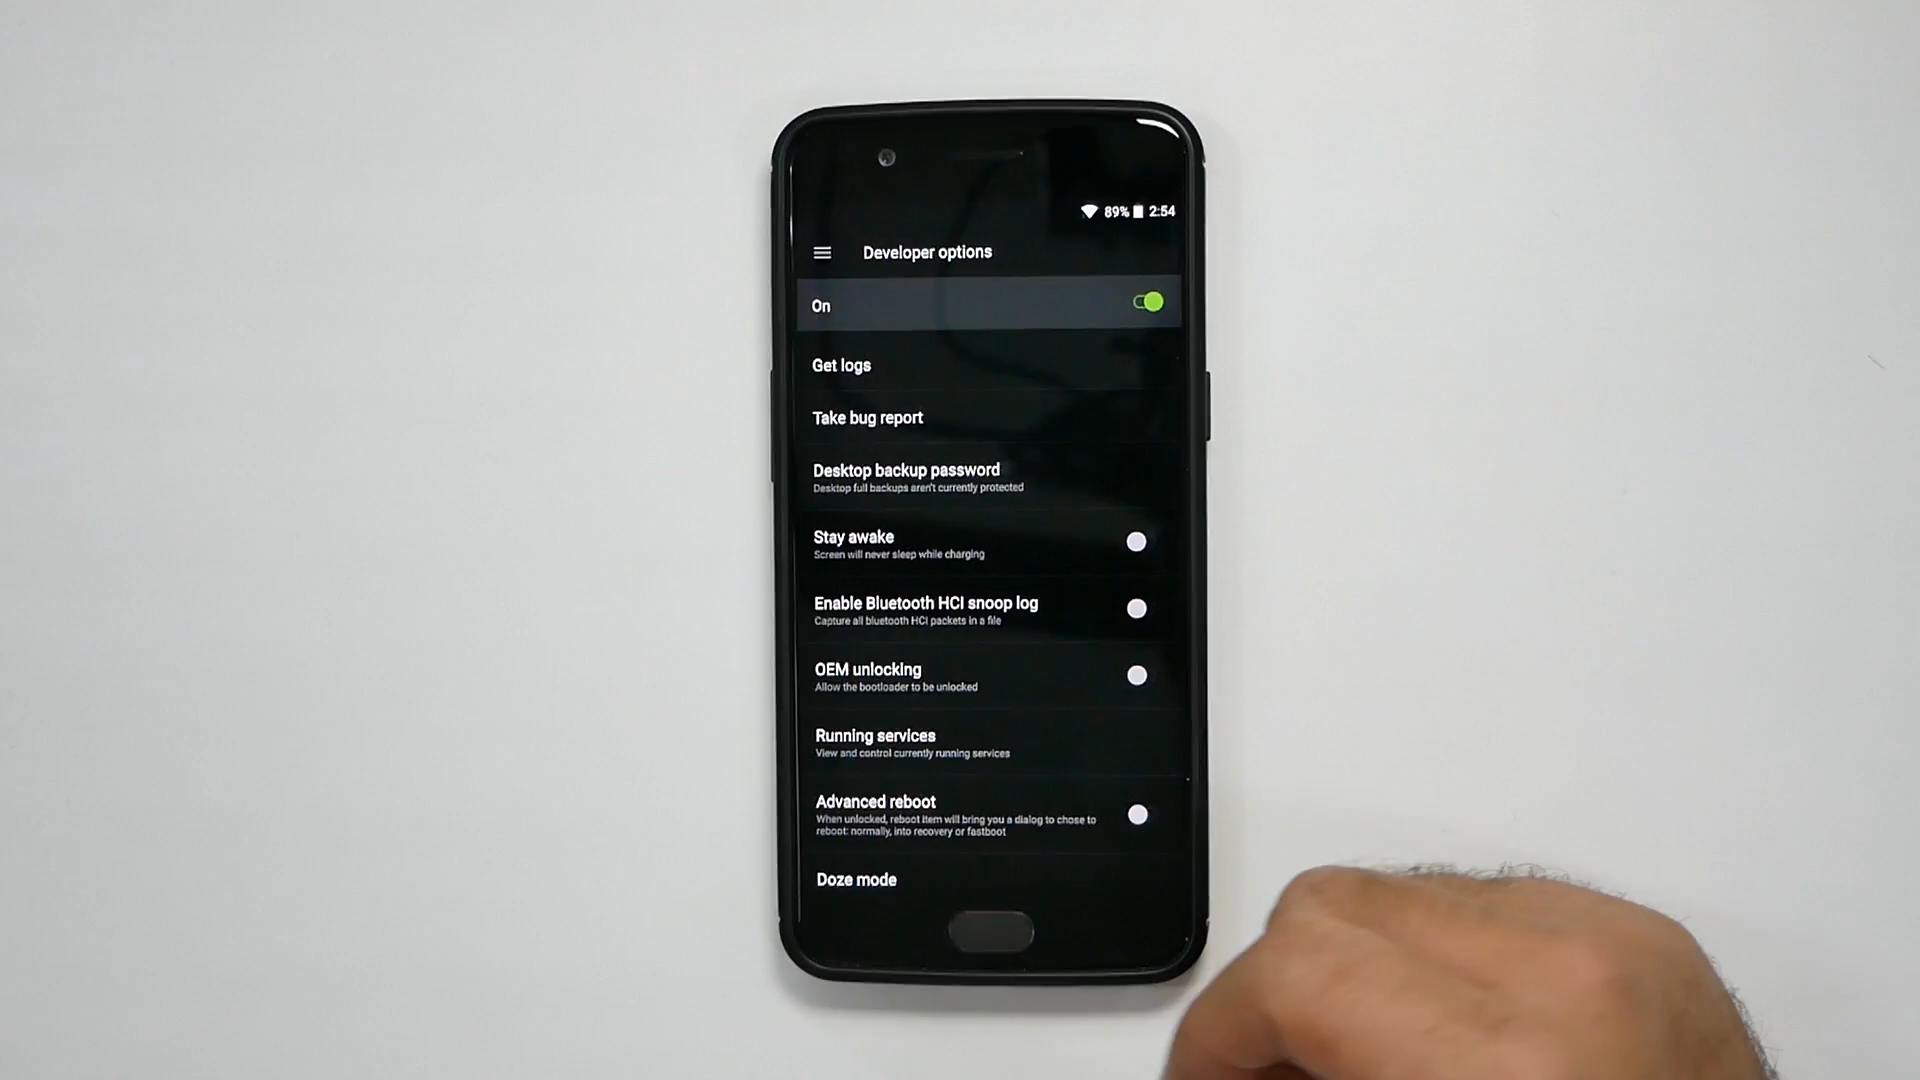 89% 2:54
Developer options
On
Get logs
Take bug report
Desktop backup password
Desktop full backups aren't currently protected
Stay awake
Screen will never sleep while charging
Enable Bluetooth HCI snoop log
Capture all bluetooth HCI packets in a file
OEM unlocking
Allow the bootloader to be unlocked
Running services
View and control currently running services
Advanced reboot
When unlocked, reboot item will bring you a dialog to chose to
reboot: normally, into recovery or fastboot
Doze mode